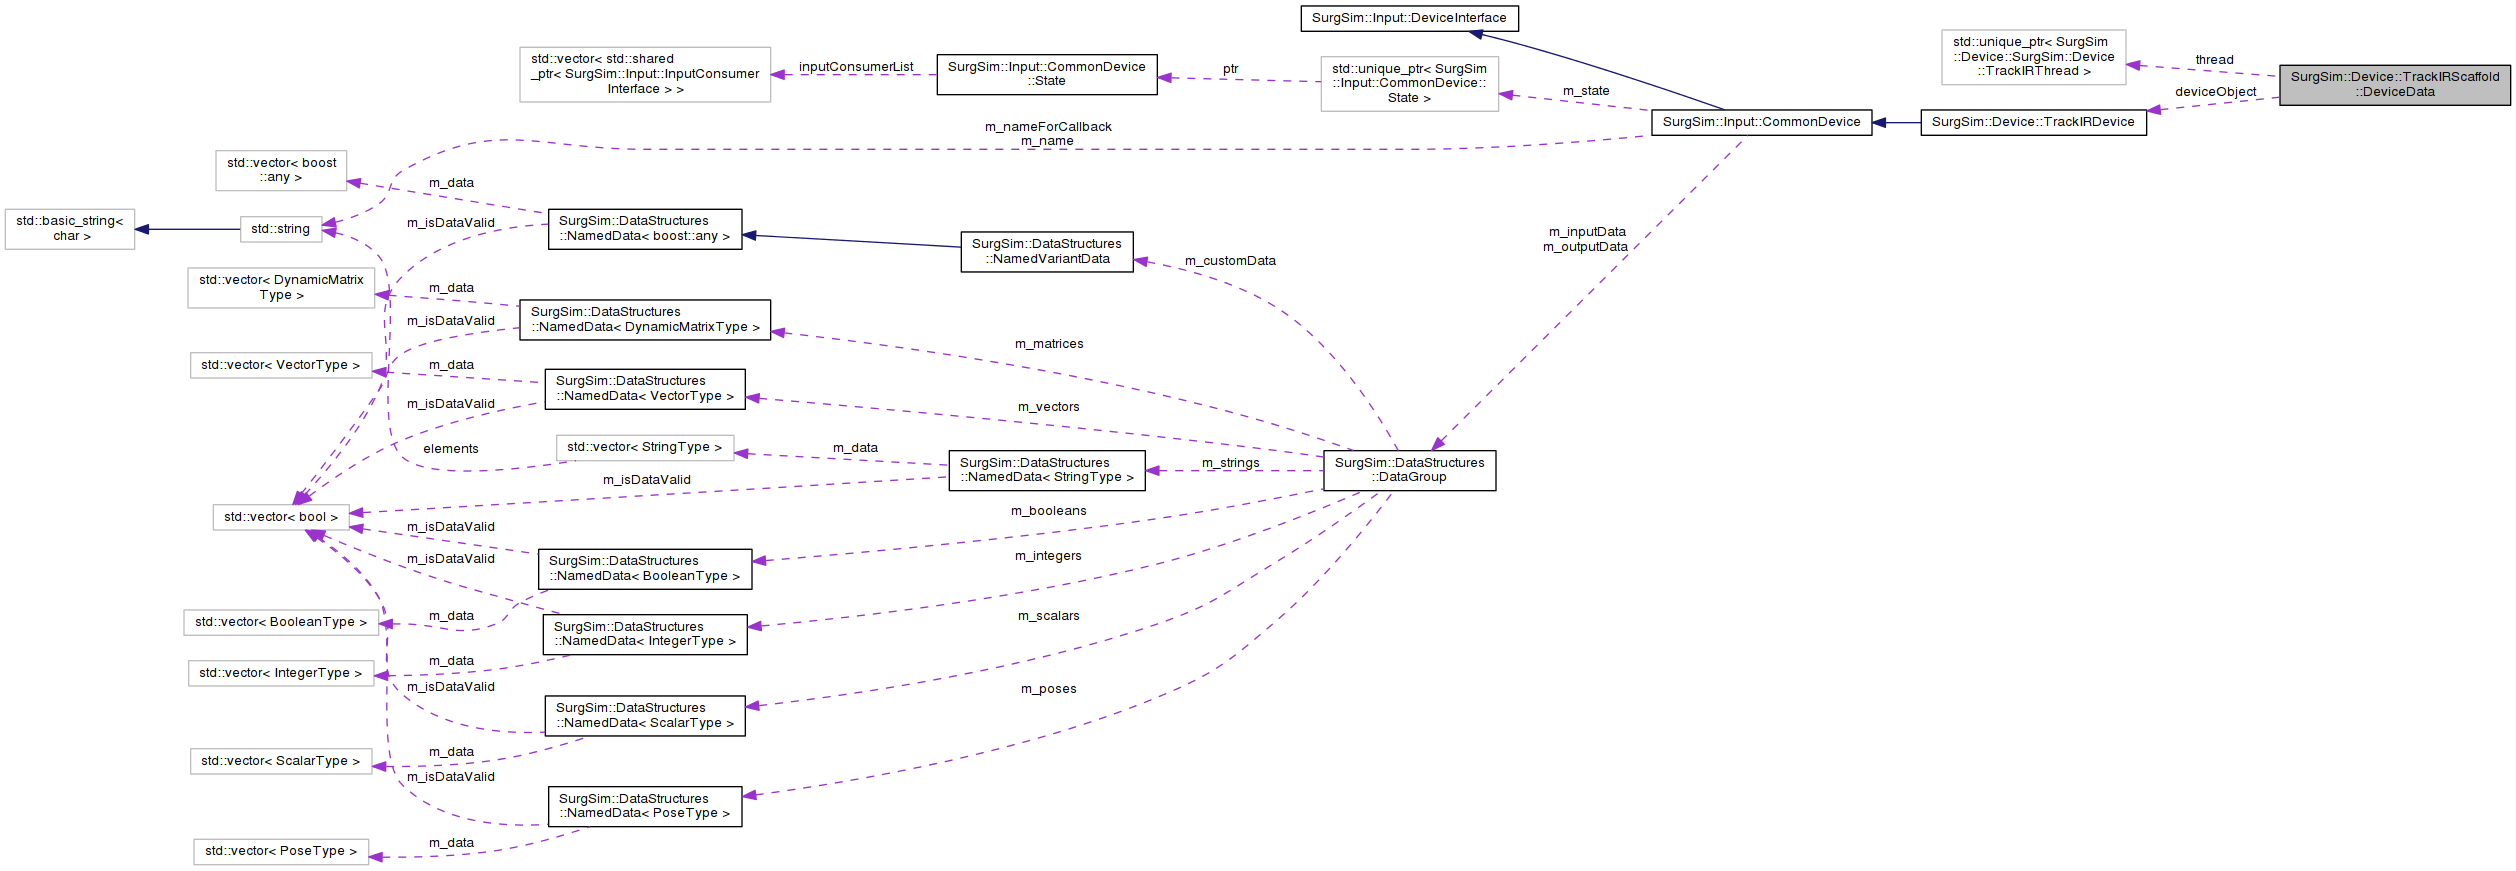 SurgSim::Input::DeviceInterface
std::vector< std::shared
_ptr< SurgSim::Input::InputConsumer
Interface > >
inputConsumerList
SurgSim::Input::CommonDevice
::State
ptr
std::unique_ptr< SurgSim
::Input::CommonDevice::
State >
m_state
std::unique_ptr< SurgSim
::Device::SurgSim::Device
::TrackIRThread >
thread
SurgSim::Device::TrackIRScaffold
::DeviceData
deviceObject
SurgSim::Input::CommonDevice
SurgSim::Device::TrackIRDevice
m_nameForCallback
m_name
std::vector< boost
::any >
m_data
std::basic_string<
char >
std::string
m_isDataValid
SurgSim::DataStructures
::NamedData< boost::any >
SurgSim::DataStructures
::NamedVariantData
m_customData
m_inputData
m_outputData
std::vector< DynamicMatrix
Type >
m_data
m_isDataValid
SurgSim::DataStructures
::NamedData< DynamicMatrixType >
m_matrices
std::vector< VectorType >
m_data
m_isDataValid
SurgSim::DataStructures
::NamedData< VectorType >
m_vectors
elements
std::vector< StringType >
m_data
SurgSim::DataStructures
::NamedData< StringType >
m_strings
SurgSim::DataStructures
::DataGroup
m_isDataValid
std::vector< bool >
m_isDataValid
m_booleans
m_isDataValid
SurgSim::DataStructures
::NamedData< BooleanType >
m_integers
std::vector< BooleanType >
m_data
SurgSim::DataStructures
::NamedData< IntegerType >
m_scalars
std::vector< IntegerType >
m_data
m_isDataValid
SurgSim::DataStructures
::NamedData< ScalarType >
m_poses
std::vector< ScalarType >
m_data
m_isDataValid
SurgSim::DataStructures
::NamedData< PoseType >
std::vector< PoseType >
m_data